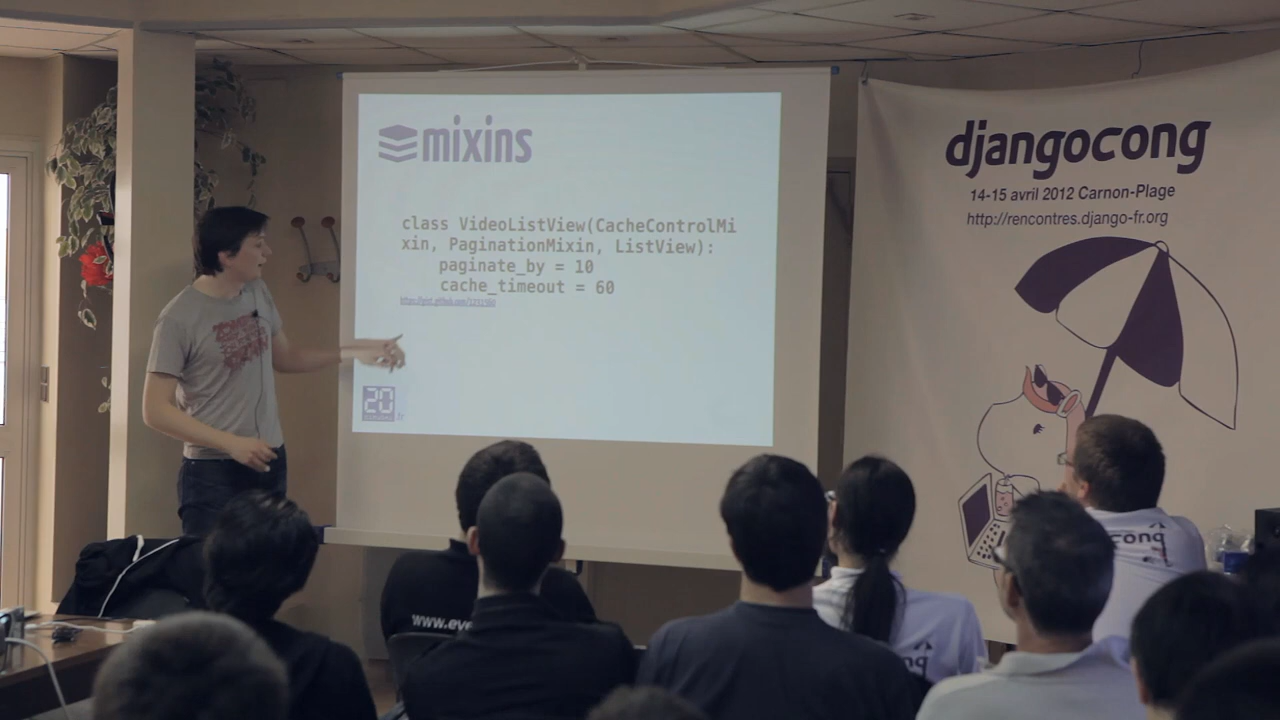 mixins
class VideoListView(CacheControlMi
xin, PaginationMixin, ListView):
paginate_by = 10
cache_timeout = 60
20
djangocong
14-15 avril 2012 Carnon-Plage
http://rencontres.django-fr.org
www.eve
cong